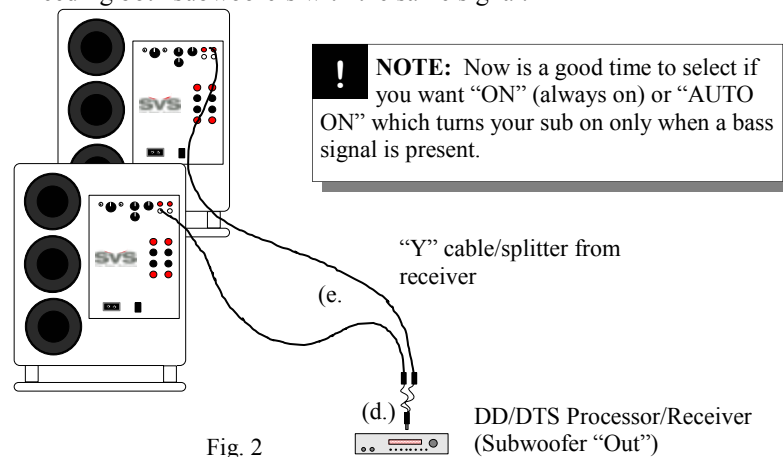 NOTE: Now is a good time to select if
you want “ON” (always on) or “AUTO
ON” which turns your sub on only when a bass
signal is present.
SVS
SVS
“Y” cable/splitter from
receiver
(e.
(d.)
DD/DTS Processor/Receiver
(Subwoofer “Out”)
Fig. 2